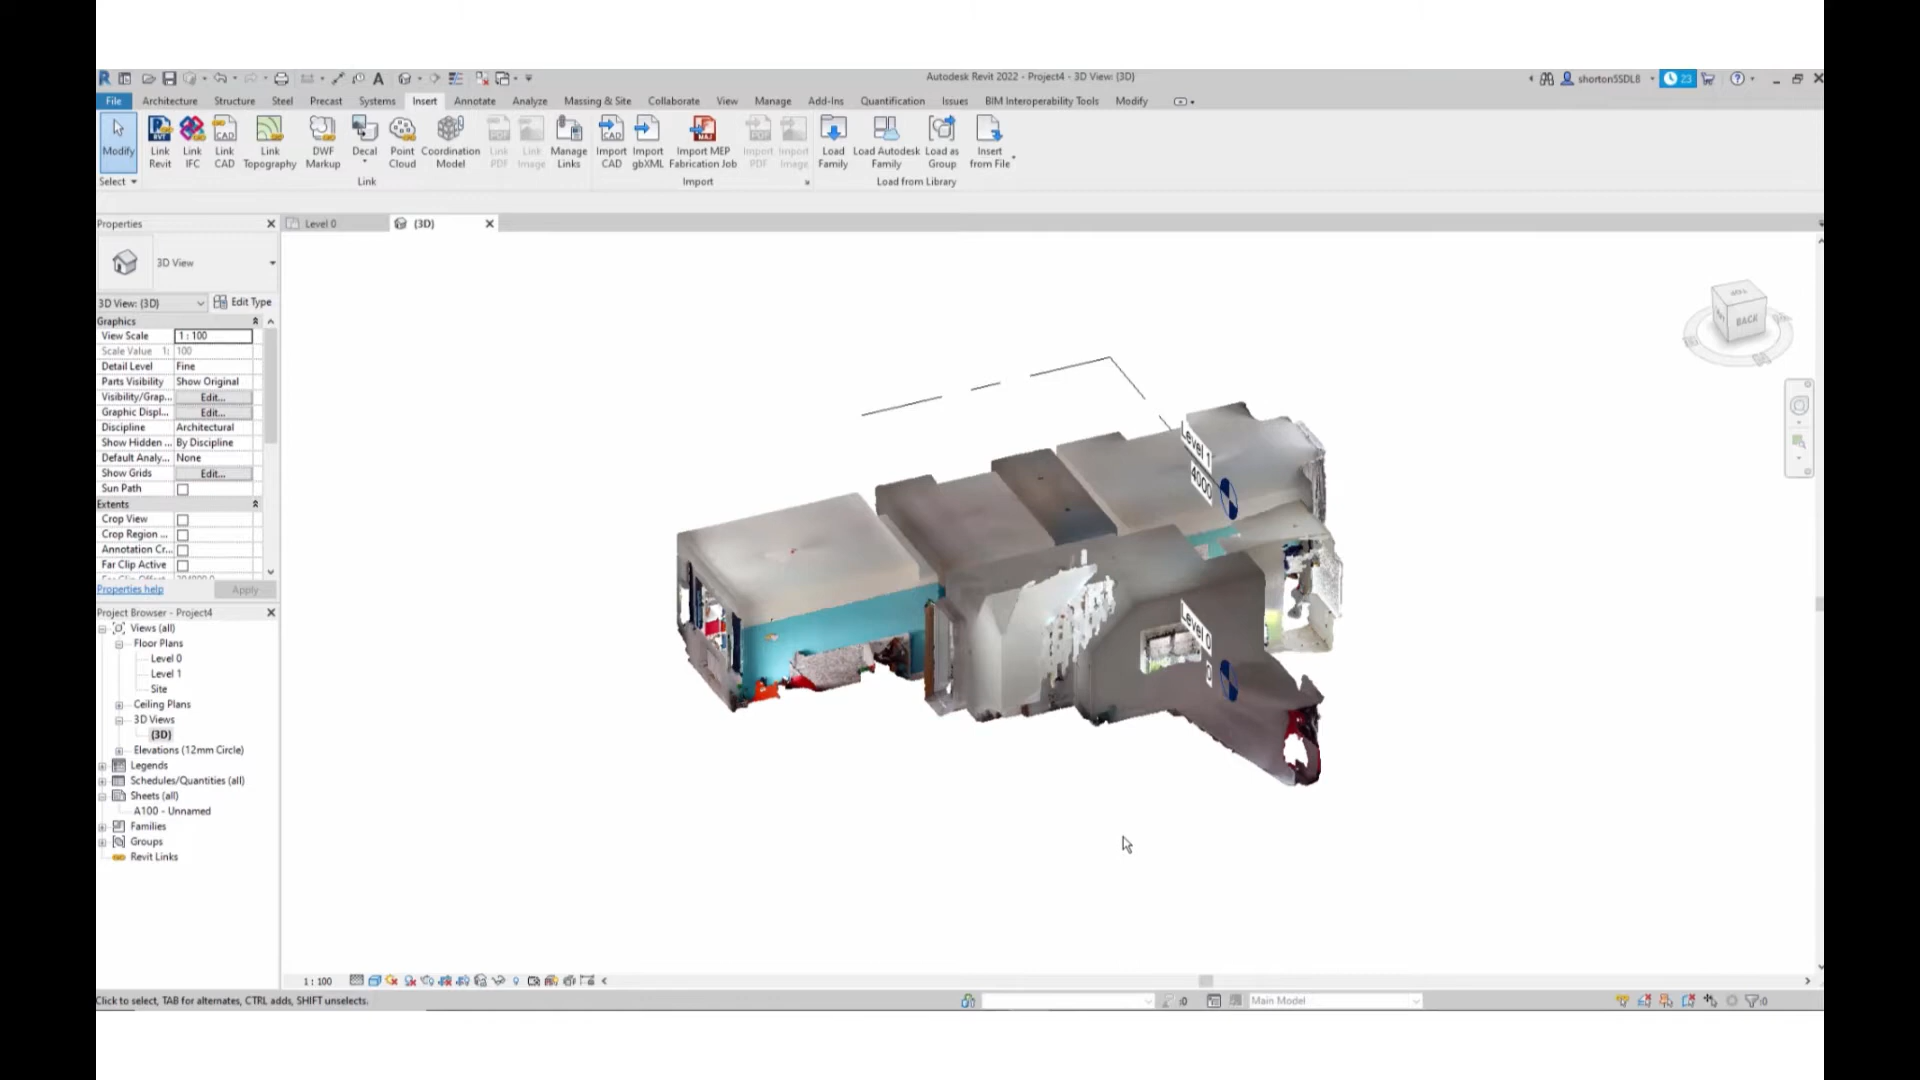 Autodesk Revit 2022 - Project4 - 3D View: {3D}
shorton5SDL8
23
File Architecture Structure Steel Precast Systems Insert Annotate Analyze Massing & Site Collaborate View Manage Add-Ins Quantification Issues BIM Interoperability Tools Modify
Modify
Link Revit
Link IFC
Link CAD
Link Topography
DWF Markup
Decal
Point Cloud
Coordination Model
Link PDF
Link Image
Manage Links
Import CAD
Import gbXML
Import MEP Fabrication Job
Import PDF
Import Image
Load Family
Load Autodesk Family
Load as Group
Insert from File
Select
Link
Import
Load from Library
Properties
Level 0
{3D}
3D View
3D View: {3D}
Edit Type
Graphics
View Scale 1 : 100
Scale Value 1: 100
Detail Level Fine
Parts Visibility Show Original
Visibility/Grap... Edit...
Graphic Displ... Edit...
Discipline Architectural
Show Hidden ... By Discipline
Default Analy... None
Show Grids Edit...
Sun Path
Extents
Crop View
Crop Region ...
Annotation Cr...
Far Clip Active
Properties help
Apply
Project Browser - Project4
Views (all)
Floor Plans
Level 0
Level 1
Site
Ceiling Plans
3D Views
{3D}
Elevations (12mm Circle)
Legends
Schedules/Quantities (all)
Sheets (all)
A100 - Unnamed
Families
Groups
Revit Links
TOP
BACK
Level 1
4000
Level 0
1 : 100
Click to select, TAB for alternates, CTRL adds, SHIFT unselects.
:0
Main Model
:0